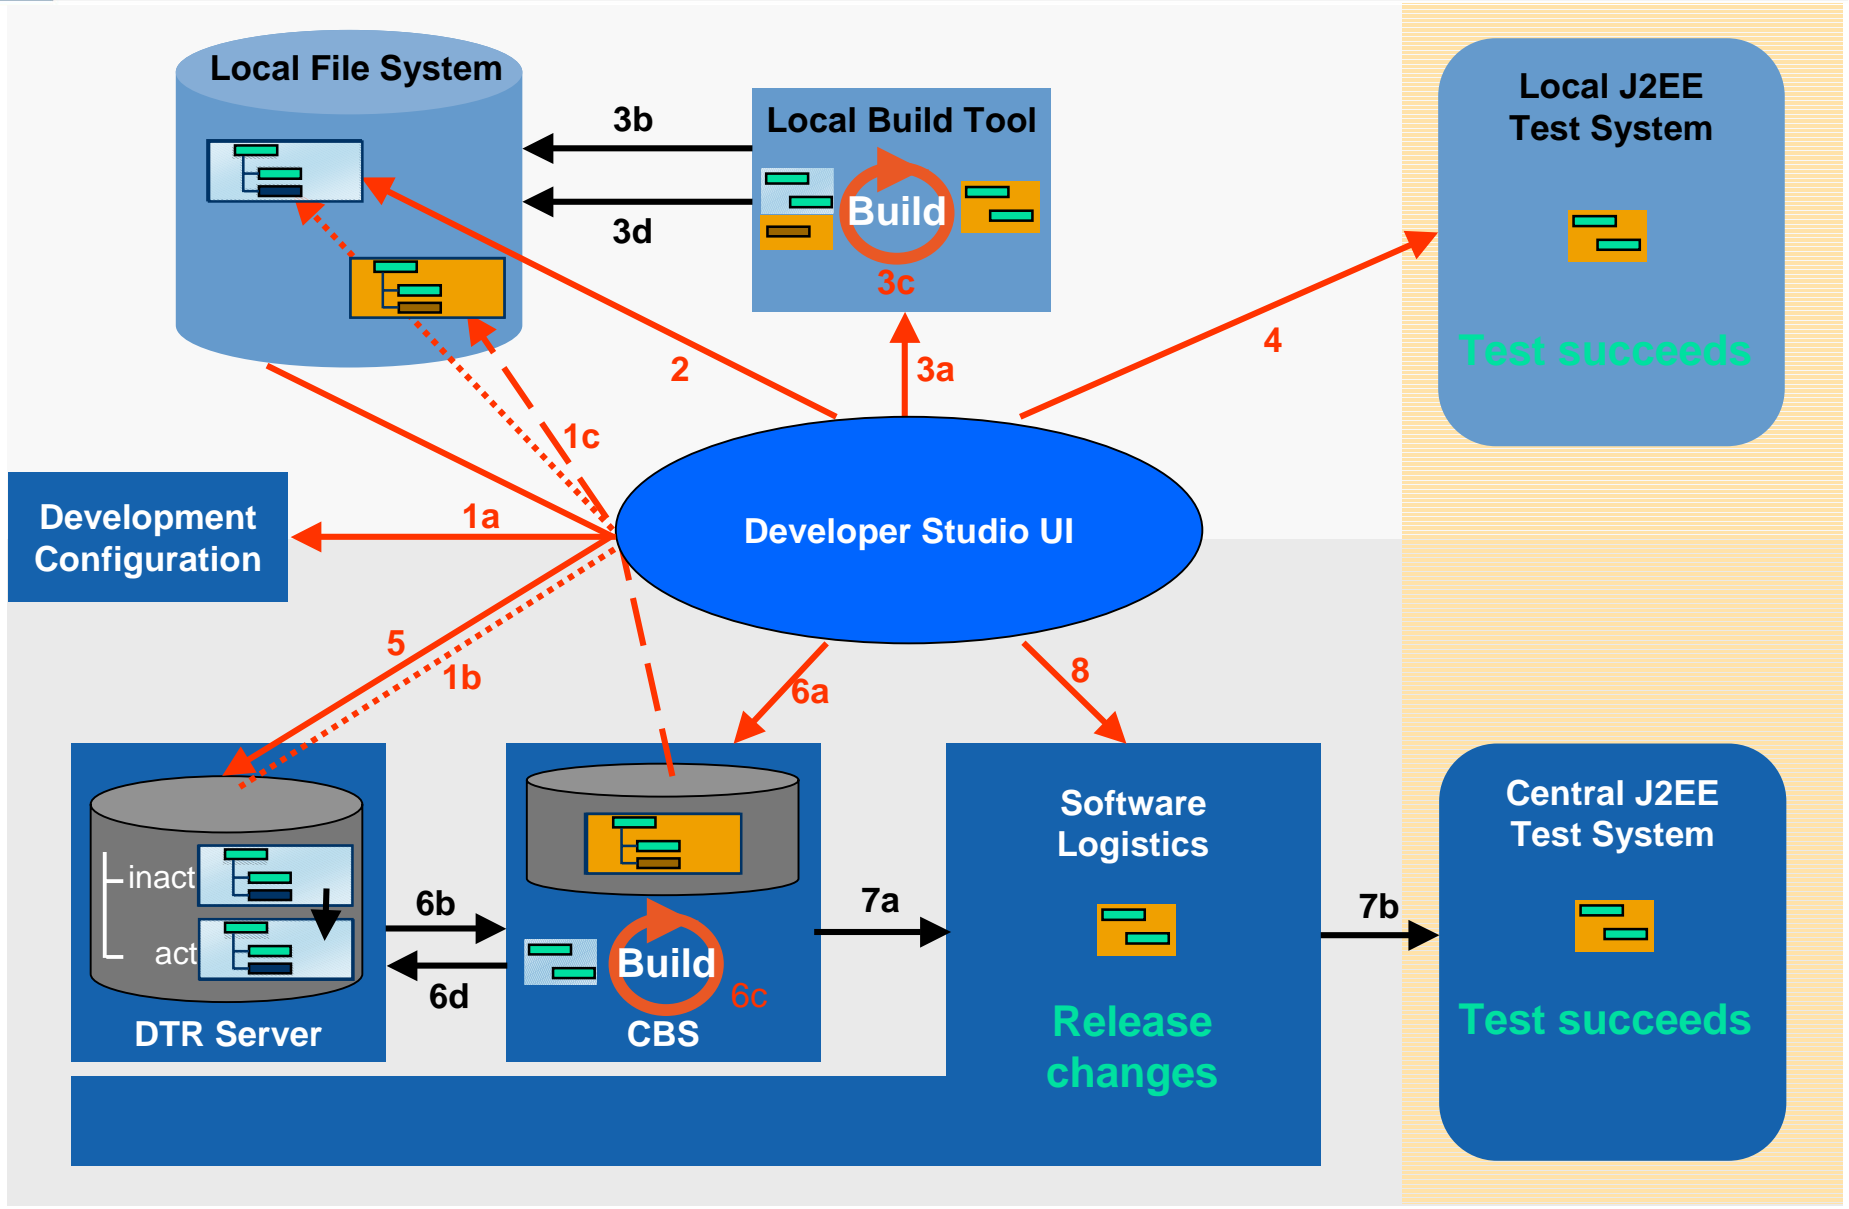 Local File System
3b
3d
Local Build Tool
Build
3c
Local J2EE
Test System
Test succeeds
2
3a
4
1c
Development
Configuration
1a
Developer Studio UI
5
1b
6a
8
inact
act
DTR Server
6b
6d
Build
6c
CBS
7a
Software
Logistics
Release
changes
7b
Central J2EE
Test System
Test succeeds